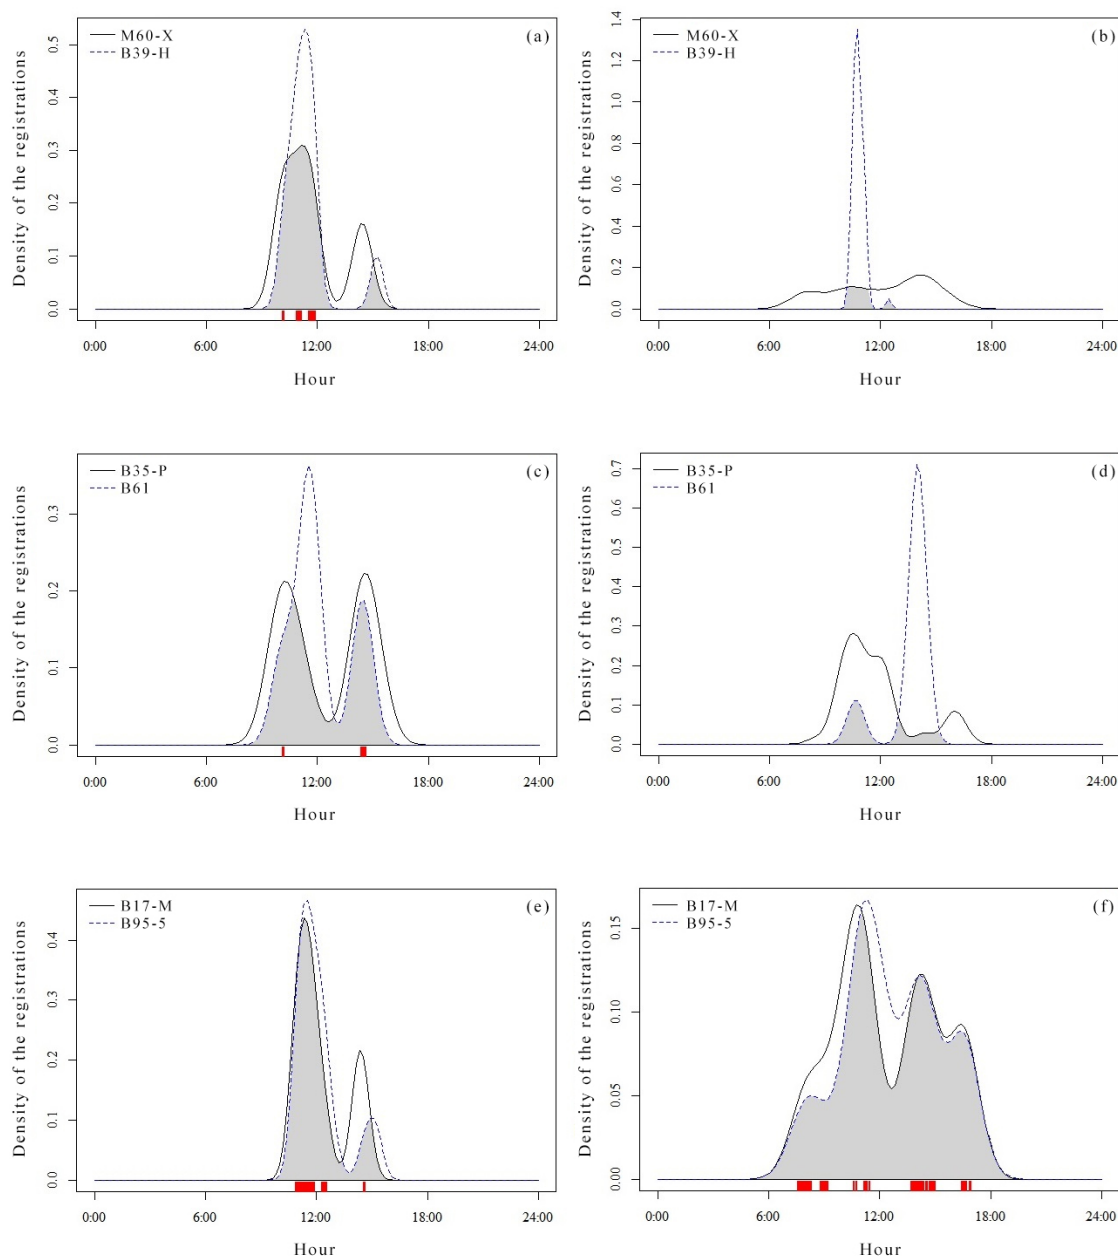 M60-X (a)
B39-H
Density of the registrations
0.0 0.1 0.2 0.3 0.4 0.5
0:00 6:00 12:00 18:00 24:00
Hour
M60-X (b)
B39-H
Density of the registrations
0.0 0.2 0.4 0.6 0.8 1.0 1.2 1.4
0:00 6:00 12:00 18:00 24:00
Hour
B35-P (c)
B61
Density of the registrations
0.0 0.1 0.2 0.3
0:00 6:00 12:00 18:00 24:00
Hour
B35-P (d)
B61
Density of the registrations
0.0 0.1 0.2 0.3 0.4 0.5 0.6 0.7
0:00 6:00 12:00 18:00 24:00
Hour
B17-M (e)
B95-5
Density of the registrations
0.0 0.1 0.2 0.3 0.4
0:00 6:00 12:00 18:00 24:00
Hour
B17-M (f)
B95-5
Density of the registrations
0.00 0.05 0.10 0.15
0:00 6:00 12:00 18:00 24:00
Hour